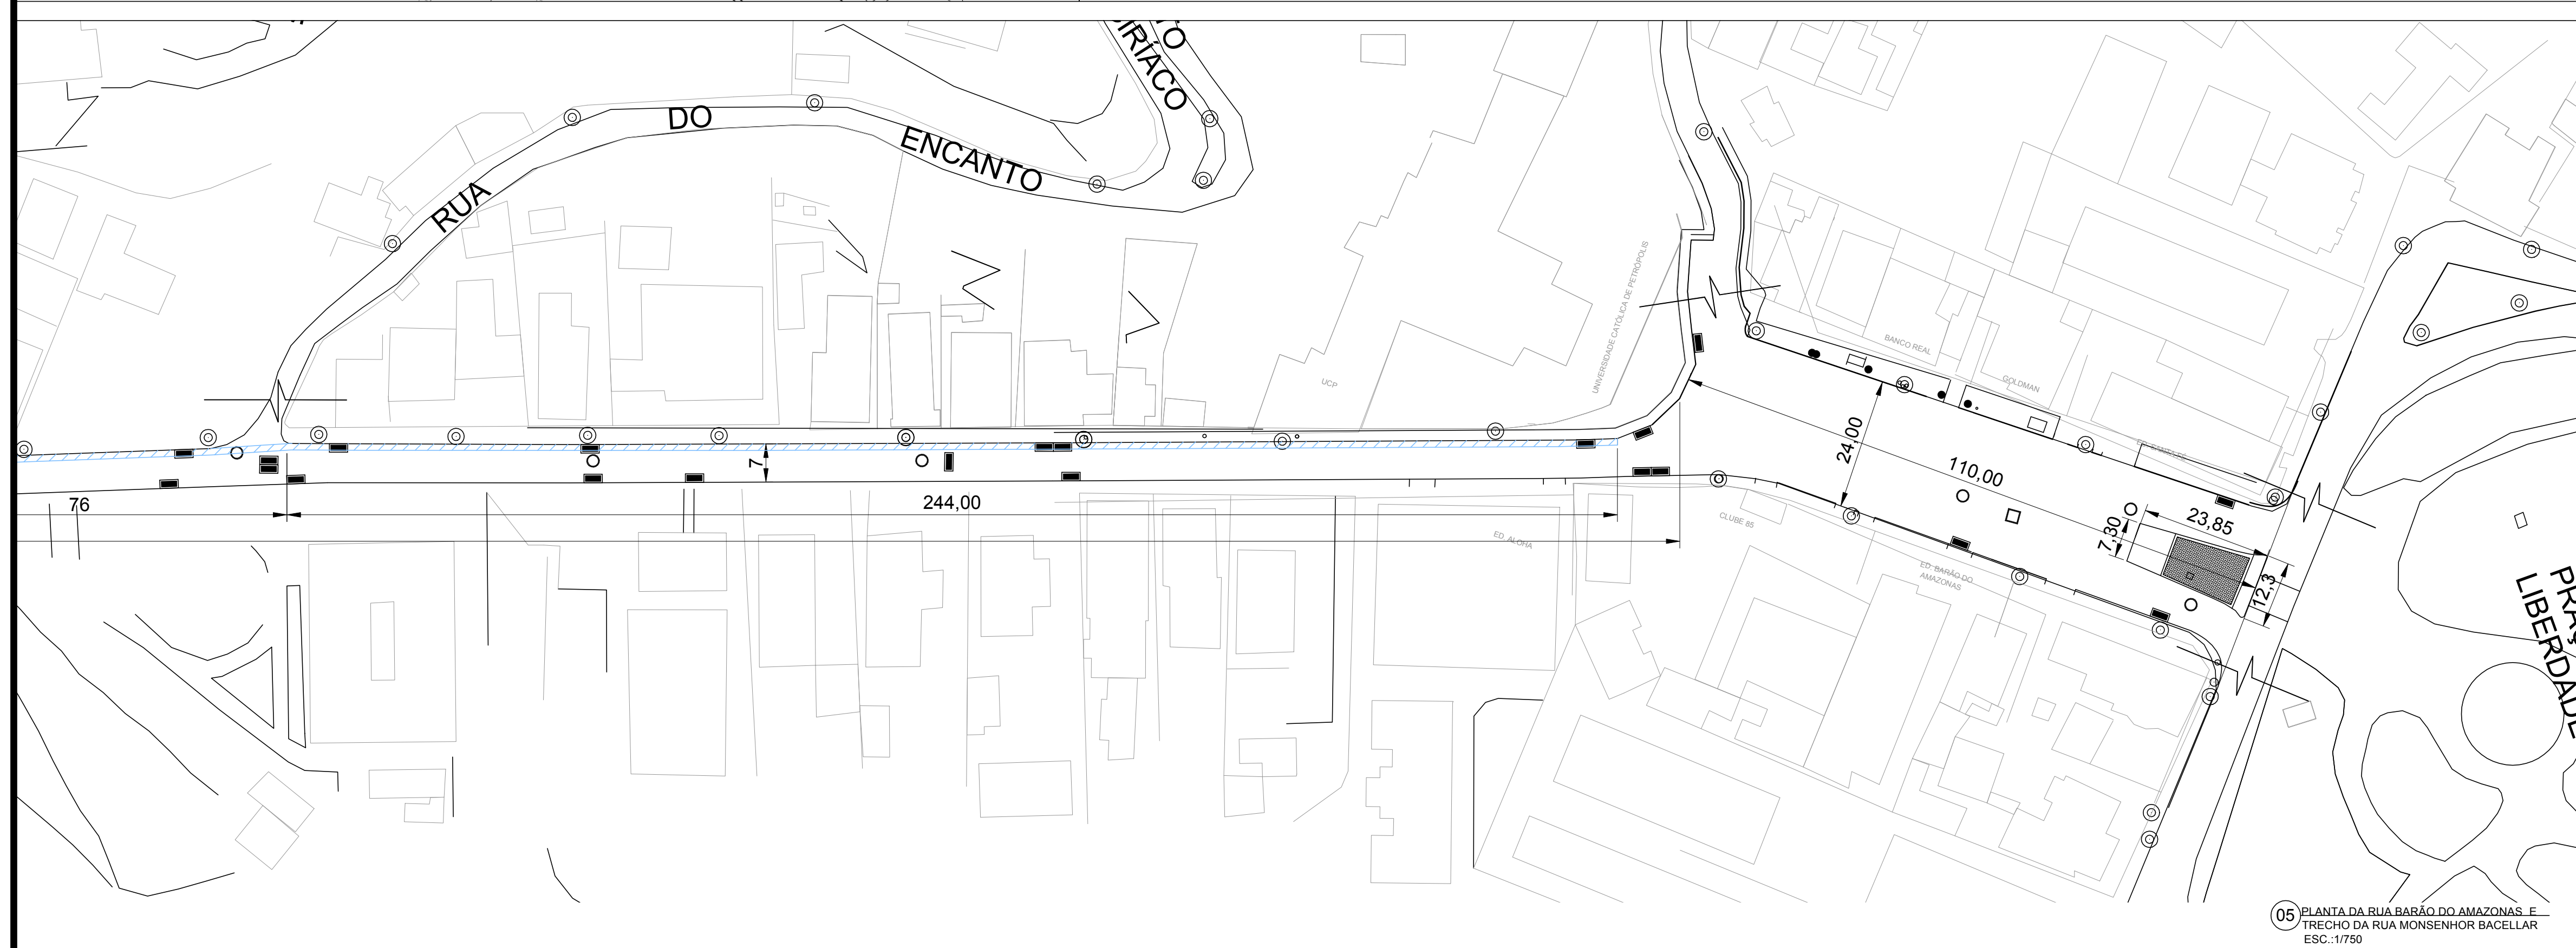 CIRÍACO
RUA
DO
ENCANTO
UCP
UNIVERSIDADE CATÓLICA DE PETRÓPOLIS
BANCO REAL
GOLDMAN
24,00
110,00
23,85
7,30
12,3
7
76
244,00
ED. ALOHA
CLUBE 85
ED. BARÃO DO
AMAZONAS
LIBERDADE
05
PLANTA DA RUA BARÃO DO AMAZONAS E
TRECHO DA RUA MONSENHOR BACELLAR
ESC.:1/750